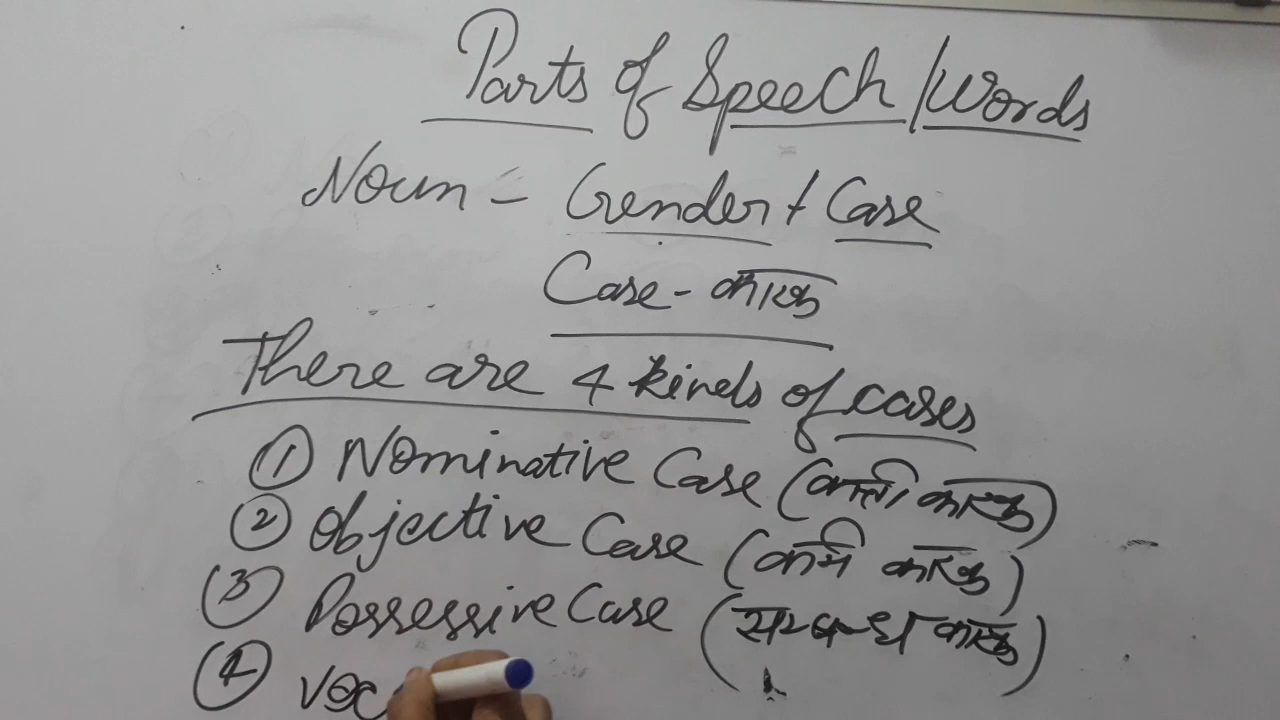 Parts of Speech/Words
Noun = Gender + Case
Case - कारक
There are 4 kinds of cases
① Nominative Case (कर्ता कारक)
② Objective Case (कर्म कारक)
③ Possessive Case (सम्बन्ध कारक)
④ Voc